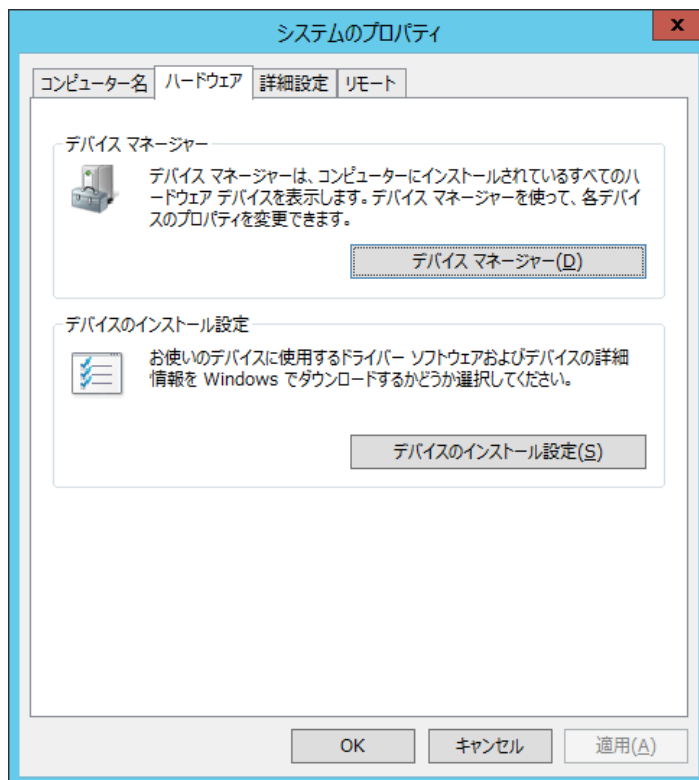 システムのプロパティ
x
コンピューター名 ハードウェア 詳細設定 リモート
デバイス マネージャー
デバイス マネージャーは、コンピューターにインストールされているすべてのハ
ードウェア デバイスを表示します。デバイス マネージャーを使って、各デバイ
スのプロパティを変更できます。
デバイス マネージャー(D)
デバイスのインストール設定
お使いのデバイスに使用するドライバー ソフトウェアおよびデバイスの詳細
情報を Windows でダウンロードするかどうか選択してください。
デバイスのインストール設定(S)
OK キャンセル 適用(A)